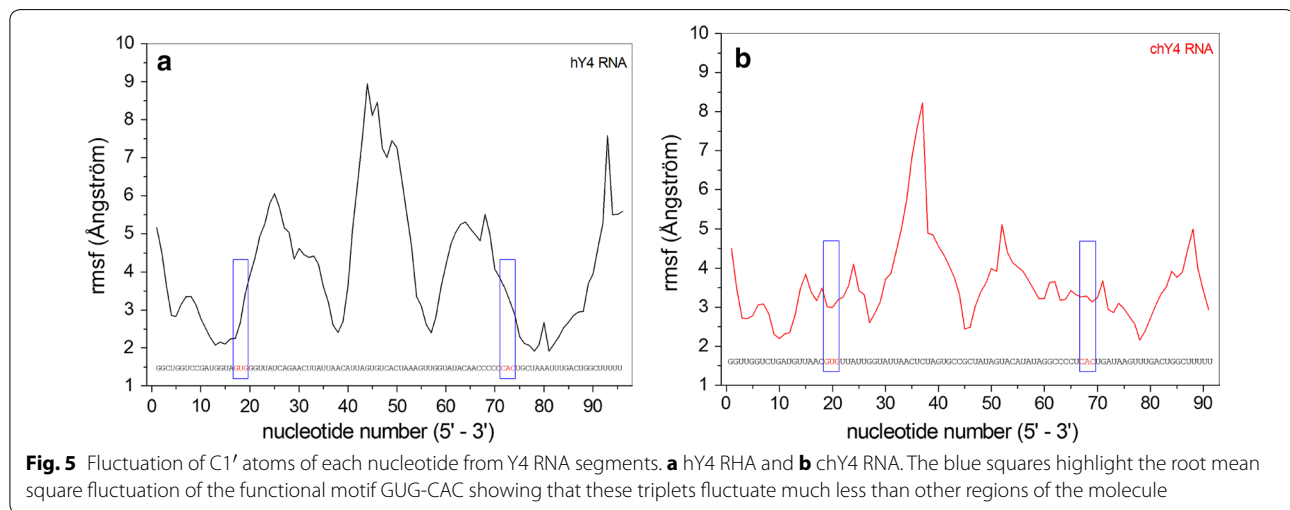 10
9
8
7
6
5
4
3
2
1
rmsf (Ångström)
a
hY4 RNA
GGCUGGUCCGAUGGUAGUGGGUUAUCAGAACUUAUUAACAUUAGUGUCACUAAAGUUGGUAUACAACCCCCCACUGCUAAAUUUGACUGGCUUUUU
0 10 20 30 40 50 60 70 80 90
nucleotide number (5' - 3')
10
9
8
7
6
5
4
3
2
1
rmsf (Ångström)
b
chY4 RNA
GGUUGGUCUGAUGUUAACGUGUUAUUGGUAUUAACUCUAGUGCCGCUAUAGUACAUAUAGGCCCCUCACUGAUAAGUUUGACUGGCUUUUU
0 10 20 30 40 50 60 70 80 90
nucleotide number (5' - 3')
Fig. 5 Fluctuation of C1′ atoms of each nucleotide from Y4 RNA segments. a hY4 RHA and b chY4 RNA. The blue squares highlight the root mean
square fluctuation of the functional motif GUG-CAC showing that these triplets fluctuate much less than other regions of the molecule